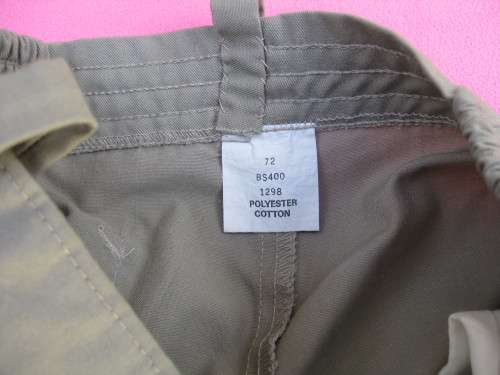 72
BS400
1298
POLYESTER
COTTON